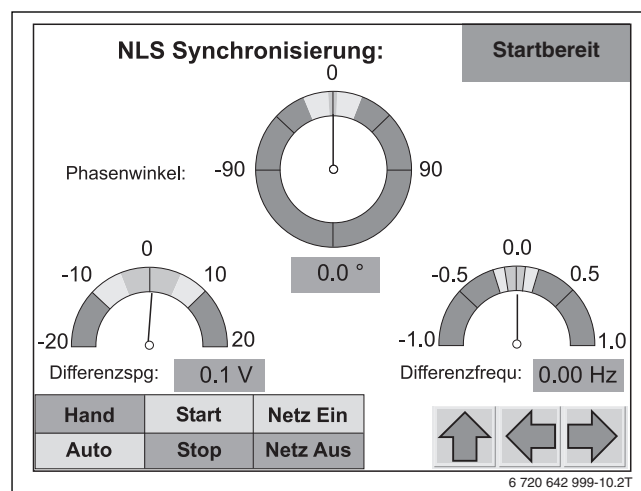 NLS Synchronisierung:
Startbereit
0
Phasenwinkel:
-90
90
0.0 °
0
-10
10
-20
20
Differenzspg:
0.1 V
0.0
-0.5
0.5
-1.0
1.0
Differenzfrequ:
0.00 Hz
Hand Start Netz Ein
Auto Stop Netz Aus
6 720 642 999-10.2T